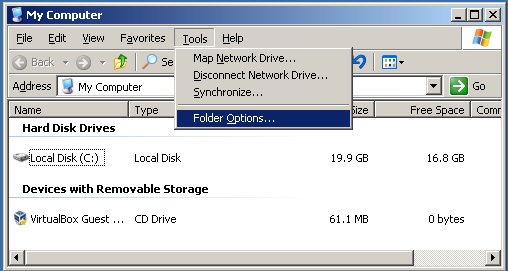 My Computer
File Edit View Favorites Tools Help
Back
Map Network Drive...
Disconnect Network Drive...
Synchronize...
Folder Options...
Address My Computer Go
Name Type Size Free Space
Hard Disk Drives
Local Disk (C:) Local Disk 19.9 GB 16.8 GB
Devices with Removable Storage
VirtualBox Guest ... CD Drive 61.1 MB 0 bytes